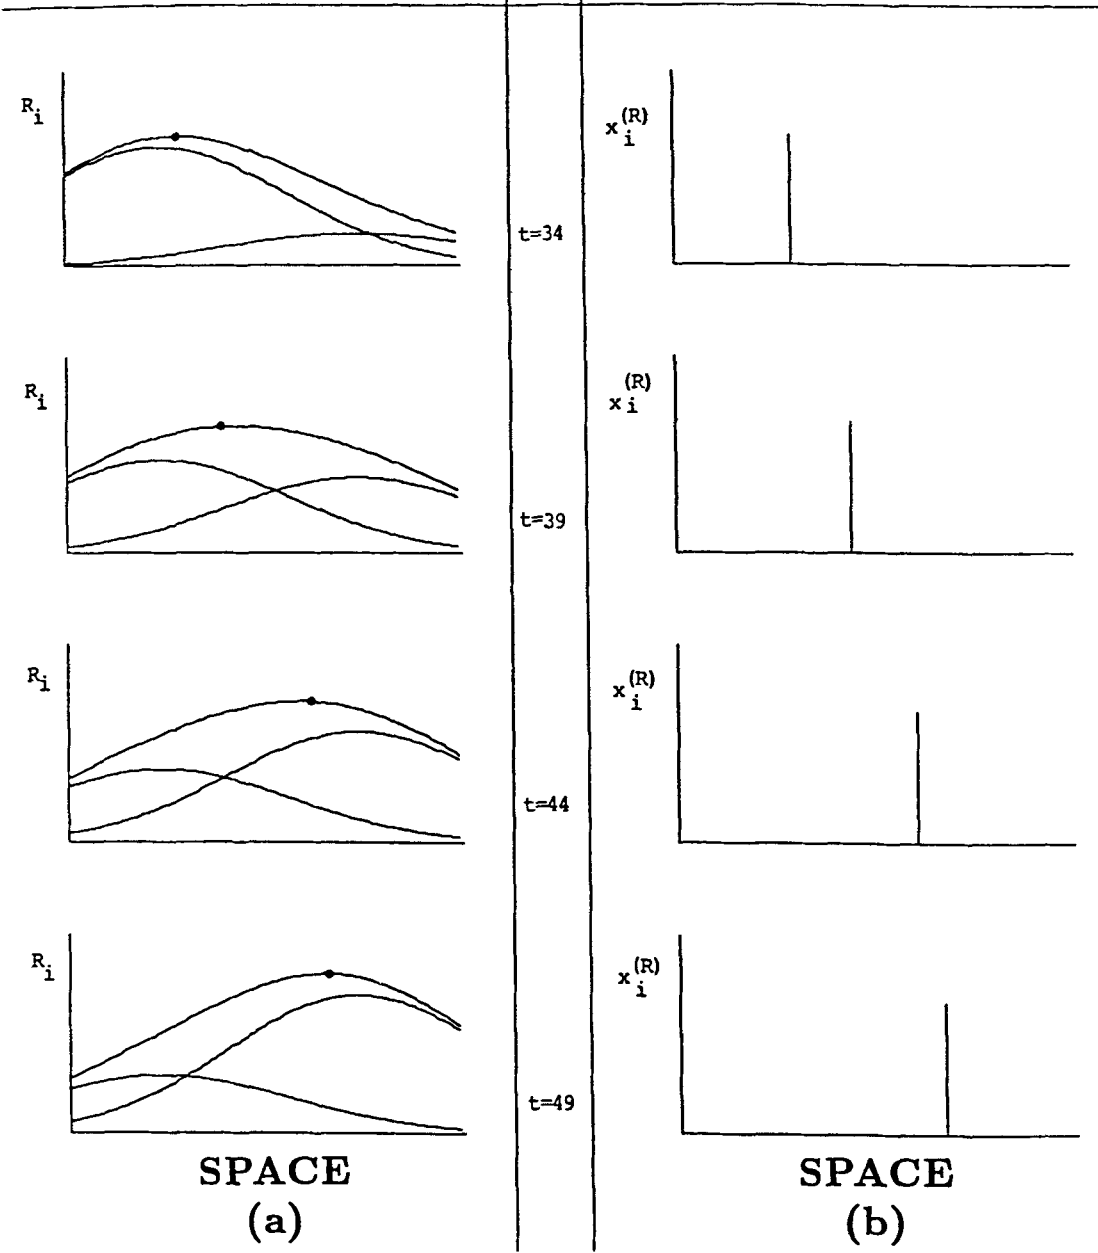 R_i
t=34
x_i^(R)
R_i
t=39
x_i^(R)
R_i
t=44
x_i^(R)
R_i
t=49
x_i^(R)
SPACE
SPACE
(a)
(b)